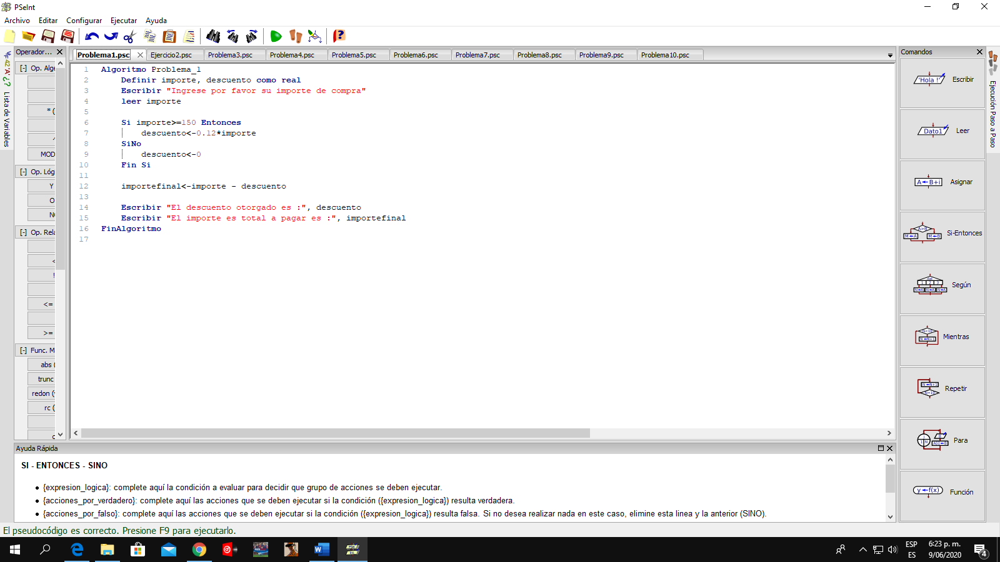 PSeInt
Archivo Editar Configurar Ejecutar Ayuda
Operador...
[-] Op. Alge
* (
^
MOD
[-] Op. Lóg
Y
O
NO
[-] Op. Rela
<
!
<=
>=
[-] Func. M
abs (
trunc
redon (
rc (
Lista de Variables
Problema1.psc Ejercicio2.psc Problema3.psc Problema4.psc Problema5.psc Problema6.psc Problema7.psc Problema8.psc Problema9.psc Problema10.psc
1 Algoritmo Problema_1
2 Definir importe, descuento como real
3 Escribir "Ingrese por favor su importe de compra"
4 leer importe
5
6 Si importe>=150 Entonces
7 descuento<-0.12*importe
8 SiNo
9 descuento<-0
10 Fin Si
11
12 importefinal<-importe - descuento
13
14 Escribir "El descuento otorgado es :", descuento
15 Escribir "El importe es total a pagar es :", importefinal
16 FinAlgoritmo
17
Comandos
'Hola !' Escribir
Dato1 Leer
A←B+i Asignar
A>B M←A M←B Si-Entonces
Según
Mientras
Repetir
Para
y←f(x) Función
Ejecución Paso a Paso
Ayuda Rápida
SI - ENTONCES - SINO
• {expresion_logica}: complete aquí la condición a evaluar para decidir que grupo de acciones se deben ejecutar.
• {acciones_por_verdadero}: complete aquí las acciones que se deben ejecutar si la condición ({expresion_logica}) resulta verdadera.
• {acciones_por_falso}: complete aquí las acciones que se deben ejecutar si la condición ({expresion_logica}) resulta falsa. Si no desea realizar nada en este caso, elimine esta linea y la anterior (SINO).
El pseudocódigo es correcto. Presione F9 para ejecutarlo.
ESP
ES
6:23 p. m.
9/06/2020
4